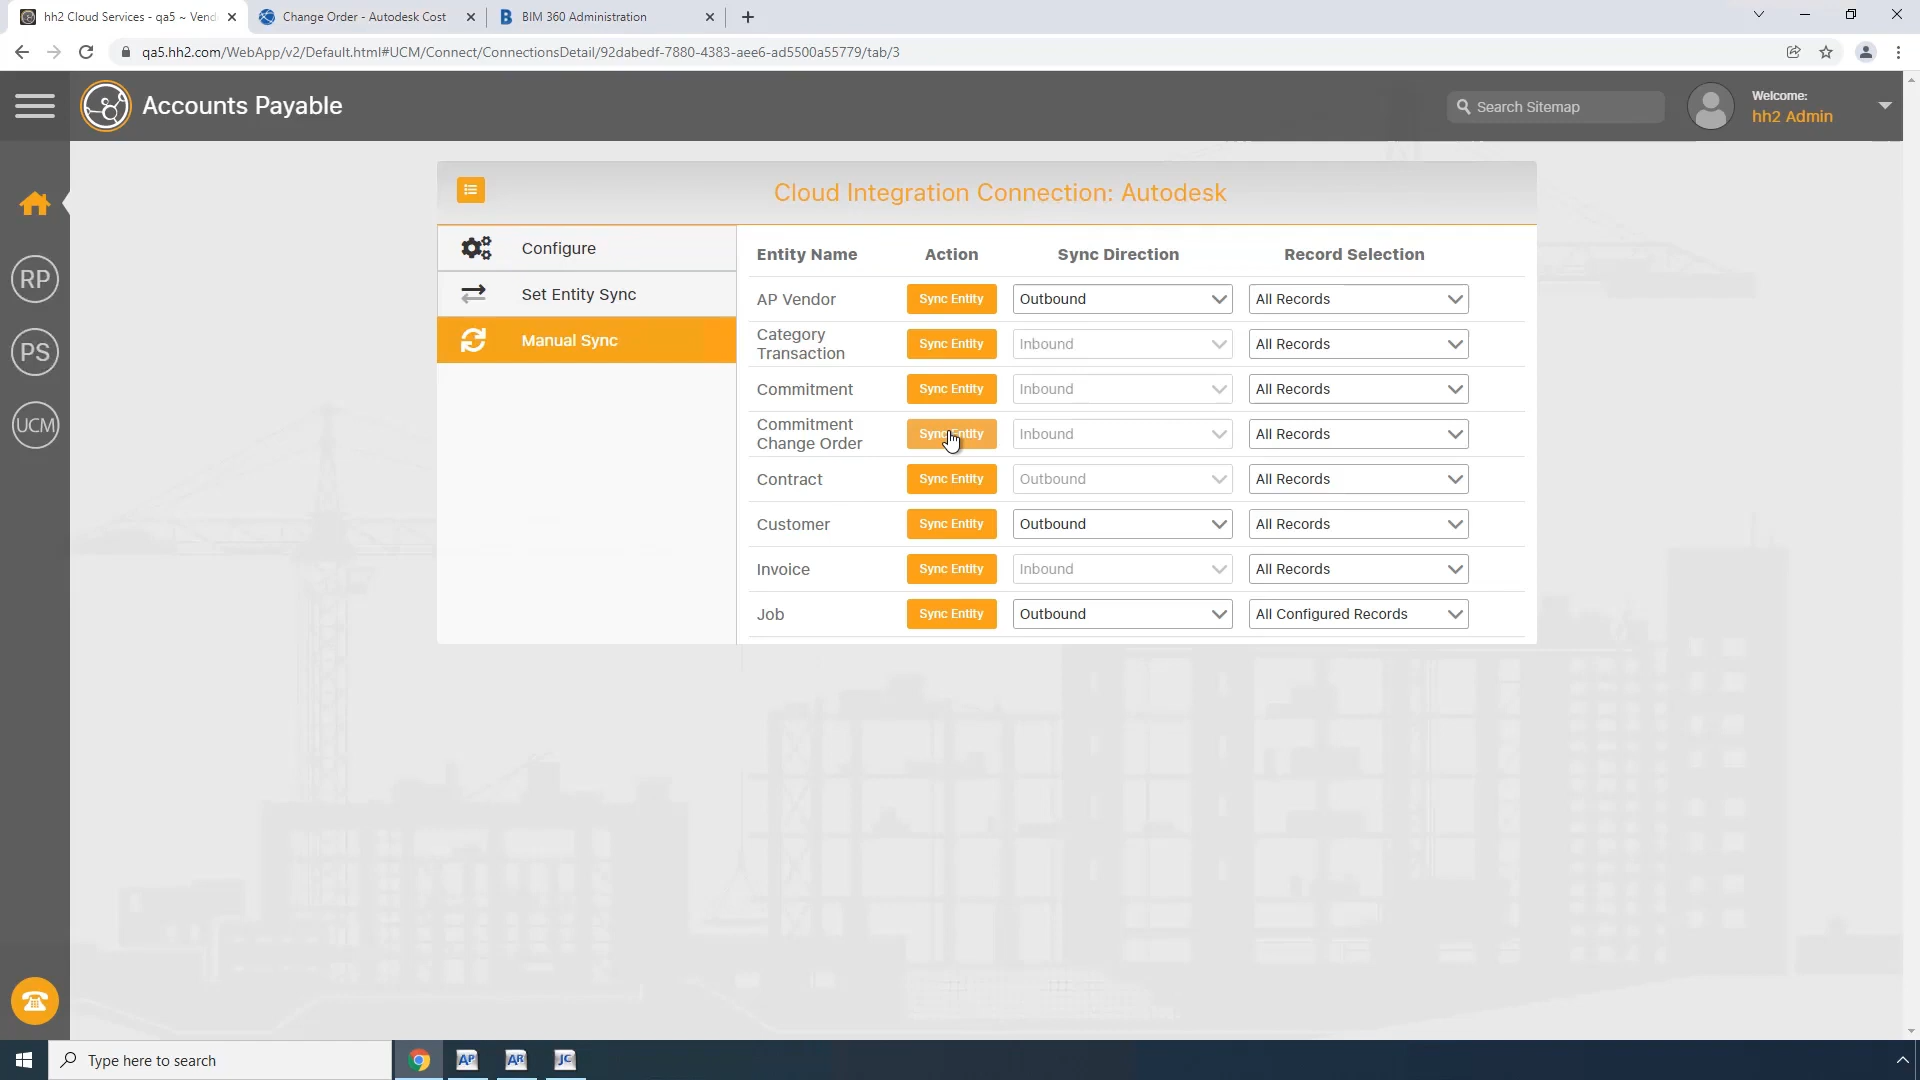 hh2 Cloud Services - qa5 ~ Vend
Change Order - Autodesk Cost
BIM 360 Administration
qa5.hh2.com/WebApp/v2/Default.html#UCM/Connect/ConnectionsDetail/92dabedf-7880-4383-aee6-ad5500a55779/tab/3
Accounts Payable
Search Sitemap
Welcome:
hh2 Admin
RP
PS
UCM
Cloud Integration Connection: Autodesk
Configure
Set Entity Sync
Manual Sync
Entity Name Action Sync Direction Record Selection
AP Vendor Sync Entity Outbound All Records
Category
Transaction Sync Entity Inbound All Records
Commitment Sync Entity Inbound All Records
Commitment
Change Order Sync Entity Inbound All Records
Contract Sync Entity Outbound All Records
Customer Sync Entity Outbound All Records
Invoice Sync Entity Inbound All Records
Job Sync Entity Outbound All Configured Records
Type here to search
AP AR JC